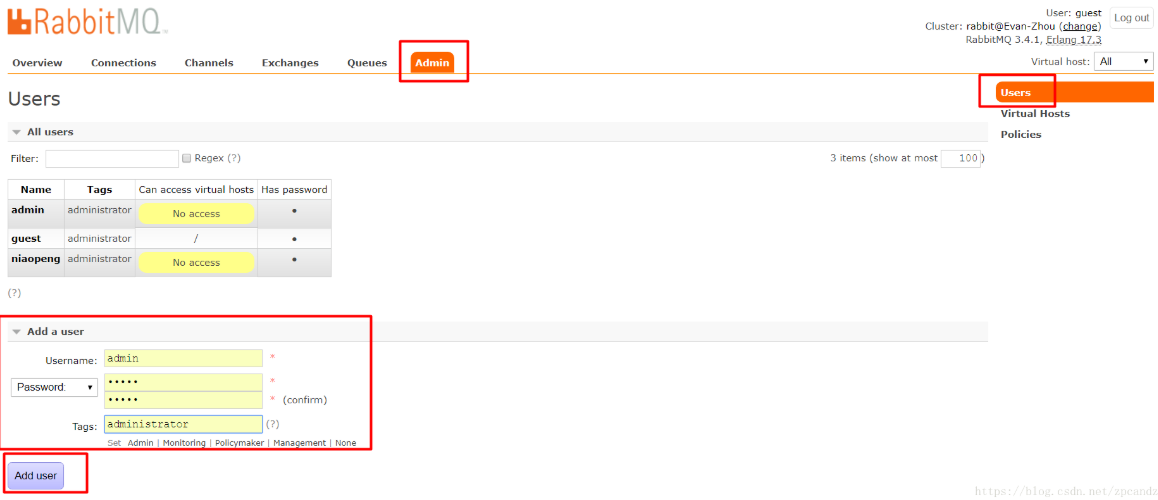 RabbitMQ.
User: guest
Log out
Cluster: rabbit@Evan-Zhou (change)
RabbitMQ 3.4.1, Erlang 17.3
Overview Connections Channels Exchanges Queues Admin
Virtual host: All
Users
Users
Virtual Hosts
Policies
All users
Filter: Regex (?)
3 items (show at most 100 )
Name Tags Can access virtual hosts Has password
admin administrator No access •
guest administrator / •
niaopeng administrator No access •
(?)
Add a user
Username: admin *
Password: ••••• *
••••• * (confirm)
Tags: administrator (?)
Set Admin | Monitoring | Policymaker | Management | None
Add user
https://blog.csdn.net/zpcandzhj